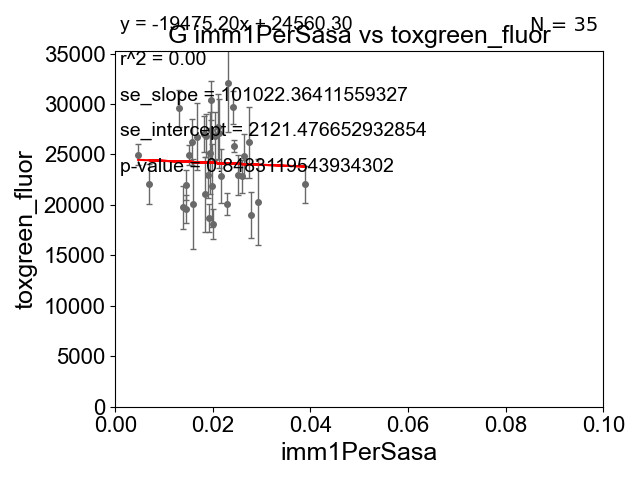 y = -19475.20x + 24560.30
N = 35
G imm1PerSasa vs toxgreen_fluor
r^2 = 0.00
se_slope = 101022.36411559327
se_intercept = 2121.476652932854
p-value = 0.8483119543934302
toxgreen_fluor
35000
30000
25000
20000
15000
10000
5000
0
0.00 0.02 0.04 0.06 0.08 0.10
imm1PerSasa